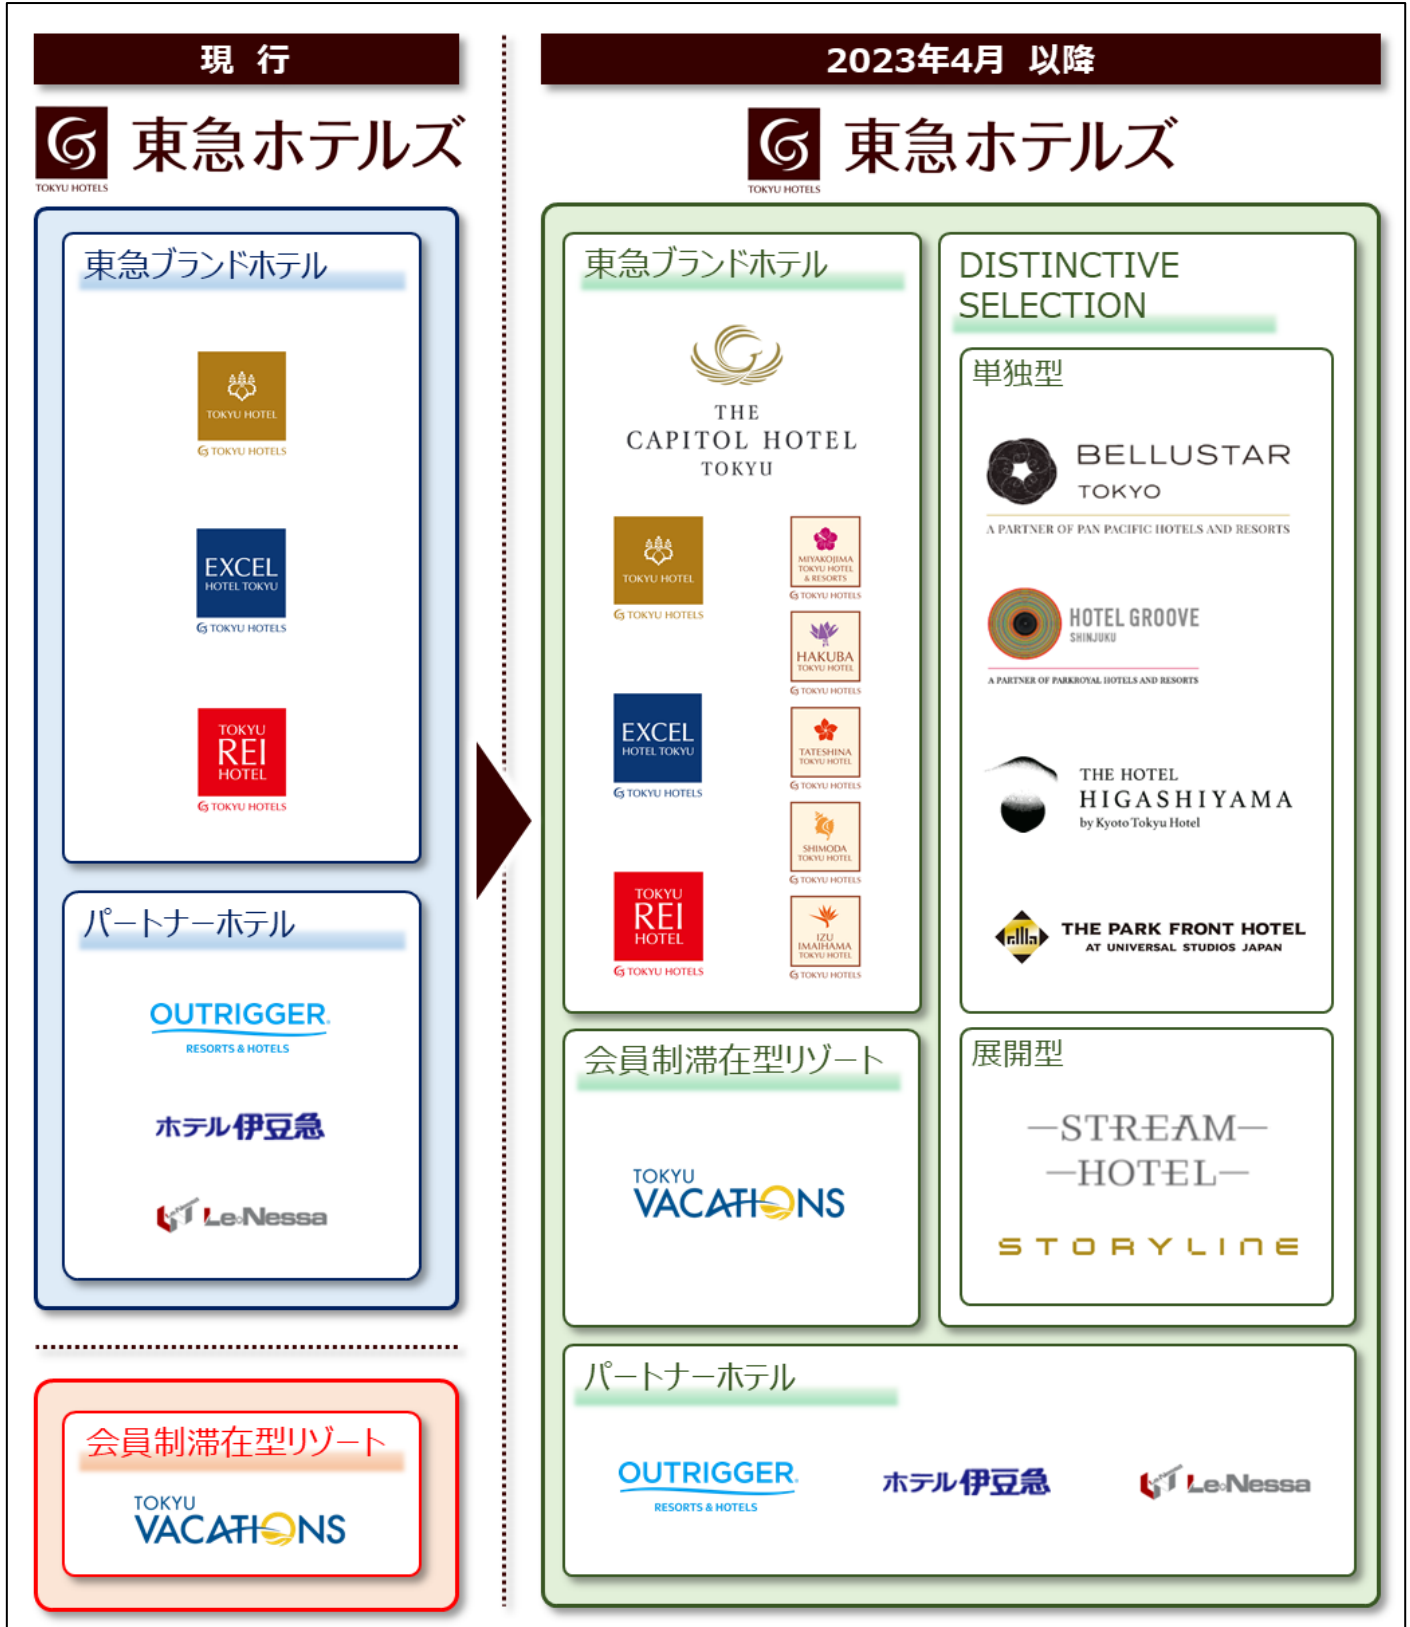 現 行
東急ホテルズ
TOKYU HOTELS
東急ブランドホテル
TOKYU HOTEL
TOKYU HOTELS
EXCEL
HOTEL TOKYU
TOKYU HOTELS
TOKYU
REI
HOTEL
TOKYU HOTELS
パートナーホテル
OUTRIGGER®
RESORTS & HOTELS
ホテル伊豆急
Le◦Nessa
会員制滞在型リゾート
TOKYU
VACATIONS
2023年4月 以降
東急ホテルズ
TOKYU HOTELS
東急ブランドホテル
THE
CAPITOL HOTEL
TOKYU
TOKYU HOTEL
TOKYU HOTELS
EXCEL
HOTEL TOKYU
TOKYU HOTELS
TOKYU
REI
HOTEL
TOKYU HOTELS
MIYAKOJIMA
TOKYU HOTEL
& RESORTS
TOKYU HOTELS
HAKUBA
TOKYU HOTEL
TOKYU HOTELS
TATESHINA
TOKYU HOTEL
TOKYU HOTELS
SHIMODA
TOKYU HOTEL
TOKYU HOTELS
IZU
IMAIHAMA
TOKYU HOTEL
TOKYU HOTELS
会員制滞在型リゾート
TOKYU
VACATIONS
DISTINCTIVE
SELECTION
単独型
BELLUSTAR
TOKYO
A PARTNER OF PAN PACIFIC HOTELS AND RESORTS
HOTEL GROOVE
SHINJUKU
A PARTNER OF PARKROYAL HOTELS AND RESORTS
THE HOTEL
HIGASHIYAMA
by Kyoto Tokyu Hotel
THE PARK FRONT HOTEL
AT UNIVERSAL STUDIOS JAPAN
展開型
STREAM
HOTEL
STORYLINE
パートナーホテル
OUTRIGGER®
RESORTS & HOTELS
ホテル伊豆急
Le◦Nessa